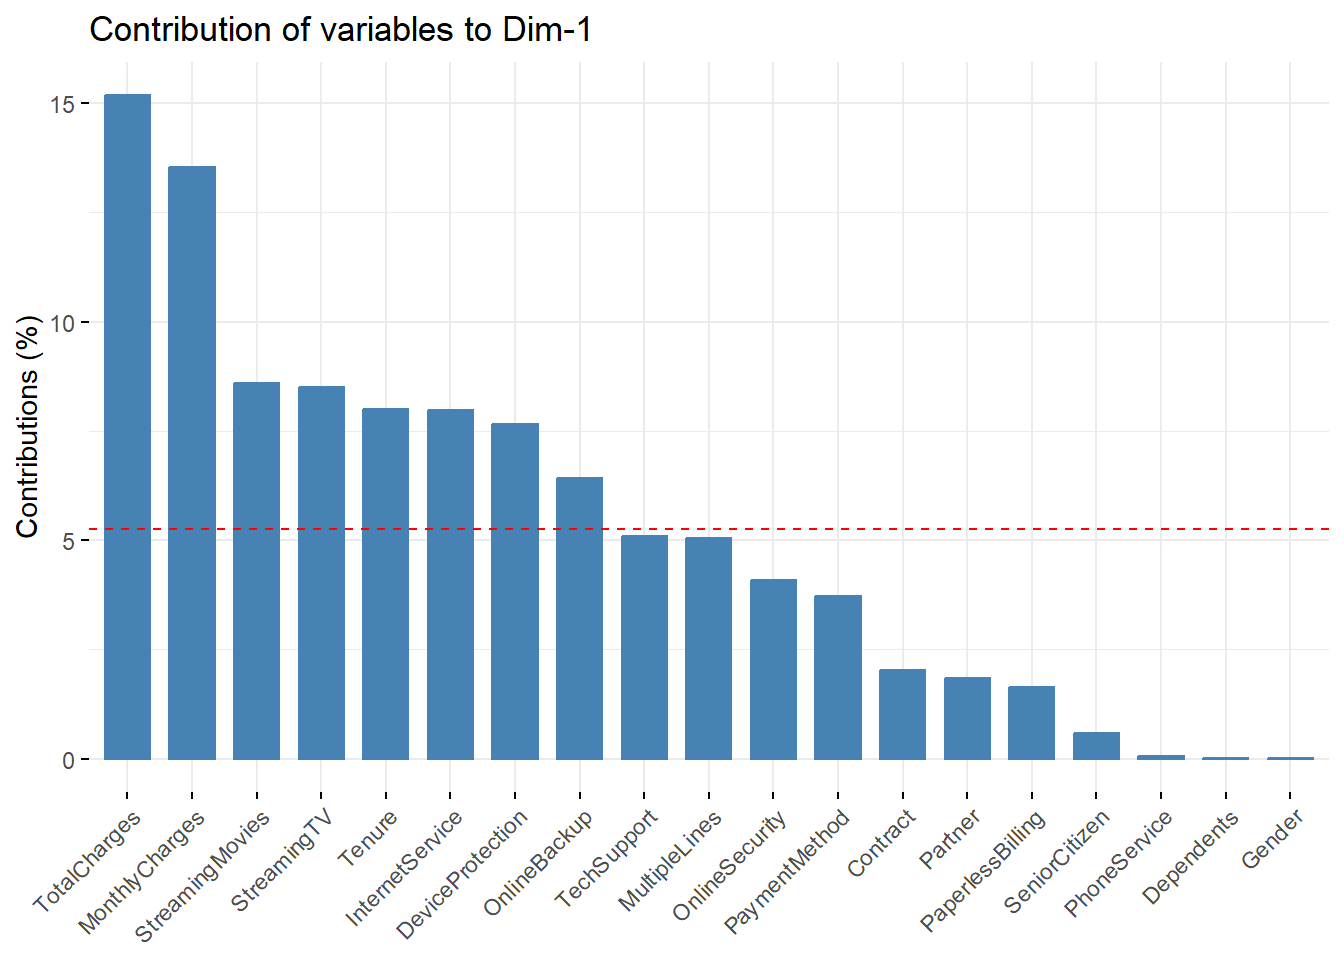 Contribution of variables to Dim-1
Contributions (%)
15
10
5
0
TotalCharges
MonthlyCharges
StreamingMovies
StreamingTV
Tenure
InternetService
DeviceProtection
OnlineBackup
TechSupport
MultipleLines
OnlineSecurity
PaymentMethod
Contract
Partner
PaperlessBilling
SeniorCitizen
PhoneService
Dependents
Gender